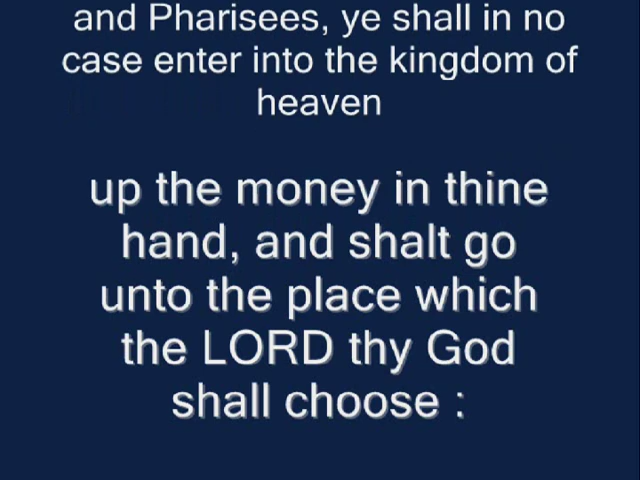 and Pharisees, ye shall in no
case enter into the kingdom of
heaven
up the money in thine
hand, and shalt go
unto the place which
the LORD thy God
shall choose :